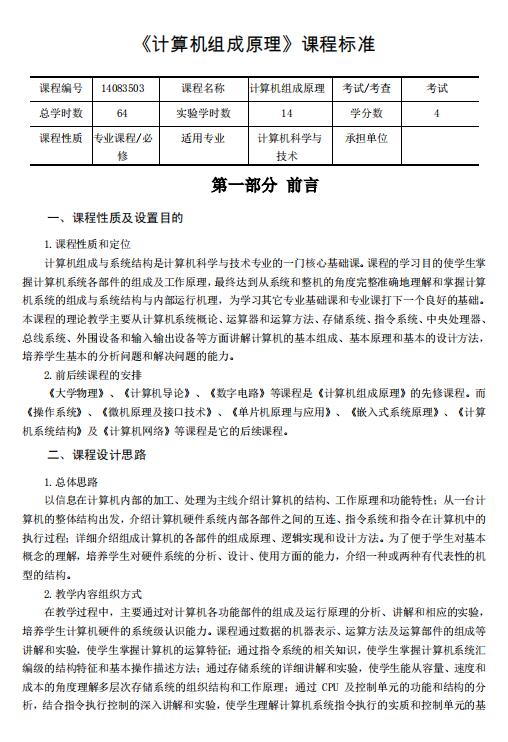 《计算机组成原理》课程标准
课程编号 14083503 课程名称 计算机组成原理 考试/考查 考试
总学时数 64 实验学时数 14 学分数 4
课程性质 专业课程/必修 适用专业 计算机科学与技术 承担单位
第一部分 前言
一、课程性质及设置目的
1.课程性质和定位
计算机组成与系统结构是计算机科学与技术专业的一门核心基础课。课程的学习目的使学生掌
握计算机系统各部件的组成及工作原理,最终达到从系统和整机的角度完整准确地理解和掌握计算
机系统的组成与系统结构与内部运行机理，为学习其它专业基础课和专业课打下一个良好的基础。
本课程的理论教学主要从计算机系统概论、运算器和运算方法、存储系统、指令系统、中央处理器、
总线系统、外围设备和输入输出设备等方面讲解计算机的基本组成、基本原理和基本的设计方法，
培养学生基本的分析问题和解决问题的能力。
2.前后续课程的安排
《大学物理》、《计算机导论》、《数字电路》等课程是《计算机组成原理》的先修课程。而
《操作系统》、《微机原理及接口技术》、《单片机原理与应用》、《嵌入式系统原理》、《计算
机系统结构》及《计算机网络》等课程是它的后续课程。
二、课程设计思路
1.总体思路
以信息在计算机内部的加工、处理为主线介绍计算机的结构、工作原理和功能特性；从一台计
算机的整体结构出发，介绍计算机硬件系统内部各部件之间的互连、指令系统和指令在计算机中的
执行过程；详细介绍组成计算机的各部件的组成原理、逻辑实现和设计方法。为了便于学生对基本
概念的理解，培养学生对硬件系统的分析、设计、使用方面的能力，介绍一种或两种有代表性的机
型的结构。
2.教学内容组织方式
在教学过程中，主要通过对计算机各功能部件的组成及运行原理的分析、讲解和相应的实验，
培养学生计算机硬件的系统级认识能力。课程通过数据的机器表示、运算方法及运算部件的组成等
讲解和实验，使学生掌握计算机的运算特征；通过指令系统的相关知识，使学生掌握计算机系统汇
编级的结构特征和基本操作描述方法；通过存储系统的详细讲解和实验，使学生能从容量、速度和
成本的角度理解多层次存储系统的组织结构和工作原理；通过 CPU 及控制单元的功能和结构的分
析，结合指令执行控制的深入讲解和实验，使学生理解计算机系统指令执行的实质和控制单元的基